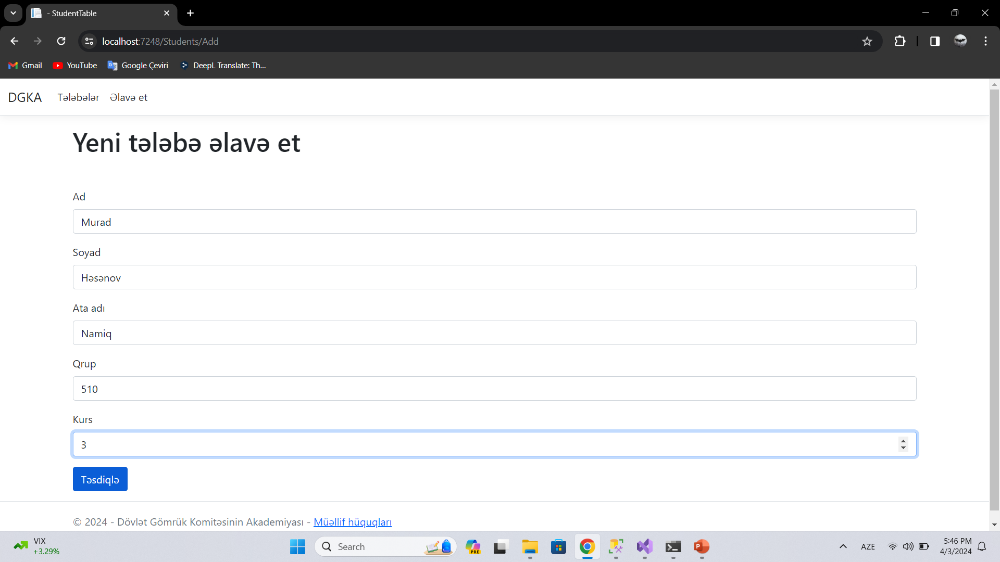 - StudentTable
localhost:7248/Students/Add
Gmail YouTube Google Çeviri DeepL Translate: Th...
DGKA Tələbələr Əlavə et
Yeni tələbə əlavə et
Ad
Murad
Soyad
Həsənov
Ata adı
Namiq
Qrup
510
Kurs
3
Təsdiqlə
© 2024 - Dövlət Gömrük Komitəsinin Akademiyası - Müəllif hüquqları
VIX
+3.29%
Search
PRE
AZE
5:46 PM
4/3/2024